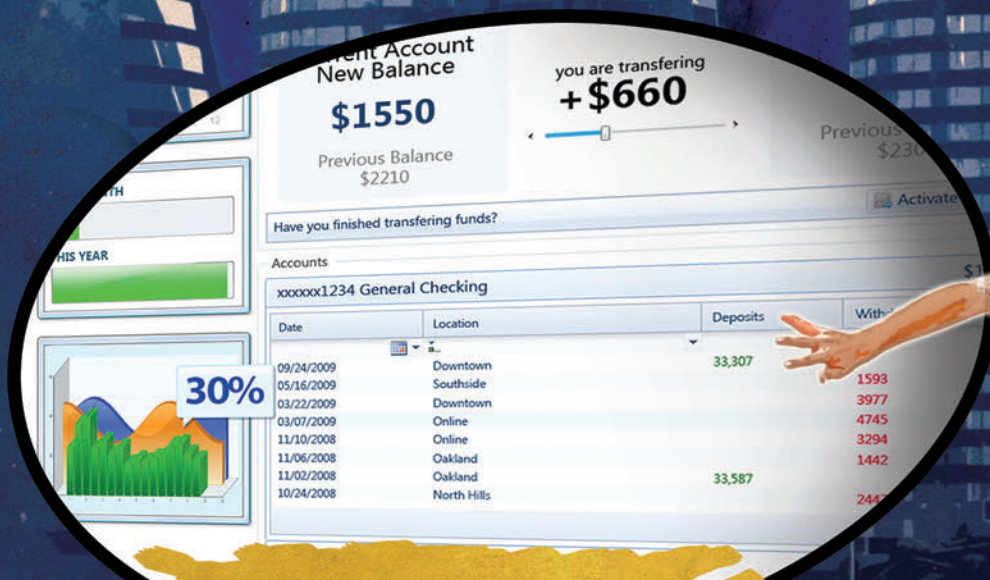 Account
New Balance
$1550
Previous Balance
$2210
you are transfering
+$660
Previous
12
HIS YEAR
Have you finished transfering funds?
Activate
Accounts
xxxxxx1234 General Checking
Date Location Deposits
09/24/2009 Downtown 33,307
05/16/2009 Southside 1593
03/22/2009 Downtown 3977
03/07/2009 Online 4745
11/10/2008 Online 3294
11/06/2008 Oakland 1442
11/02/2008 Oakland 33,587
10/24/2008 North Hills
30%